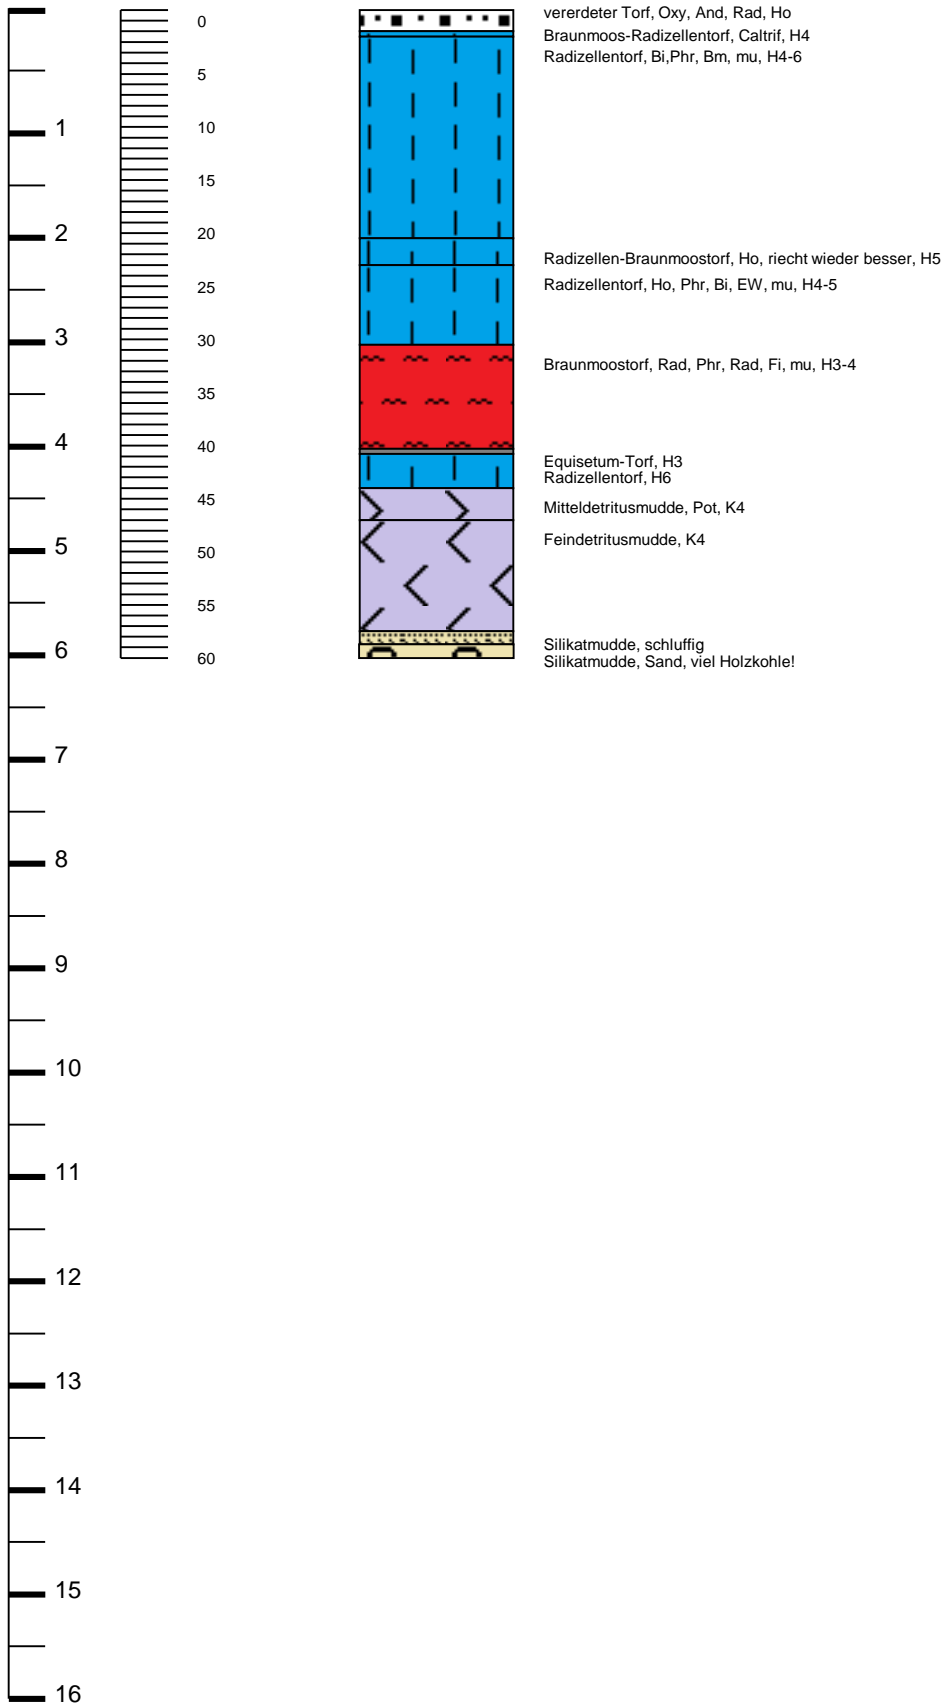 0
vererdeter Torf, Oxy, And, Rad, Ho
Braunmoos-Radizellentorf, Caltrif, H4
Radizellentorf, Bi,Phr, Bm, mu, H4-6
5
1
10
15
2
20
Radizellen-Braunmoostorf, Ho, riecht wieder besser, H5
25
Radizellentorf, Ho, Phr, Bi, EW, mu, H4-5
3
30
Braunmoostorf, Rad, Phr, Rad, Fi, mu, H3-4
35
4
40
Equisetum-Torf, H3
Radizellentorf, H6
45
Mitteldetritusmudde, Pot, K4
5
50
Feindetritusmudde, K4
55
6
60
Silikatmudde, schluffig
Silikatmudde, Sand, viel Holzkohle!
7
8
9
10
11
12
13
14
15
16